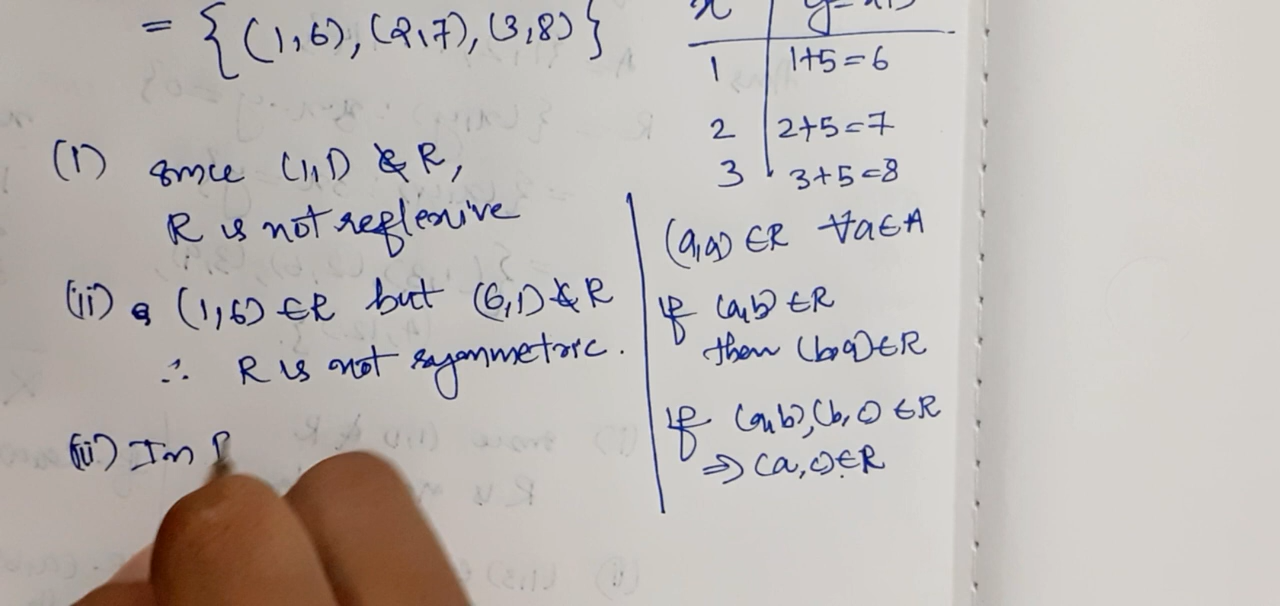 = {(1,6), (2,7), (3,8)}
x | y=x+5
1 | 1+5=6
2 | 2+5=7
3 | 3+5=8
(i) since (1,1) ∉ R,
R is not reflexive
(ii) (1,6) ∈R but (6,1) ∉ R
∴ R is not symmetric.
(iii) In R
(a,a) ∈R ∀a∈A
if (a,b) ∈R
then (b,a)∈R
if (a,b), (b,c) ∈R
⇒ (a,c)∈R